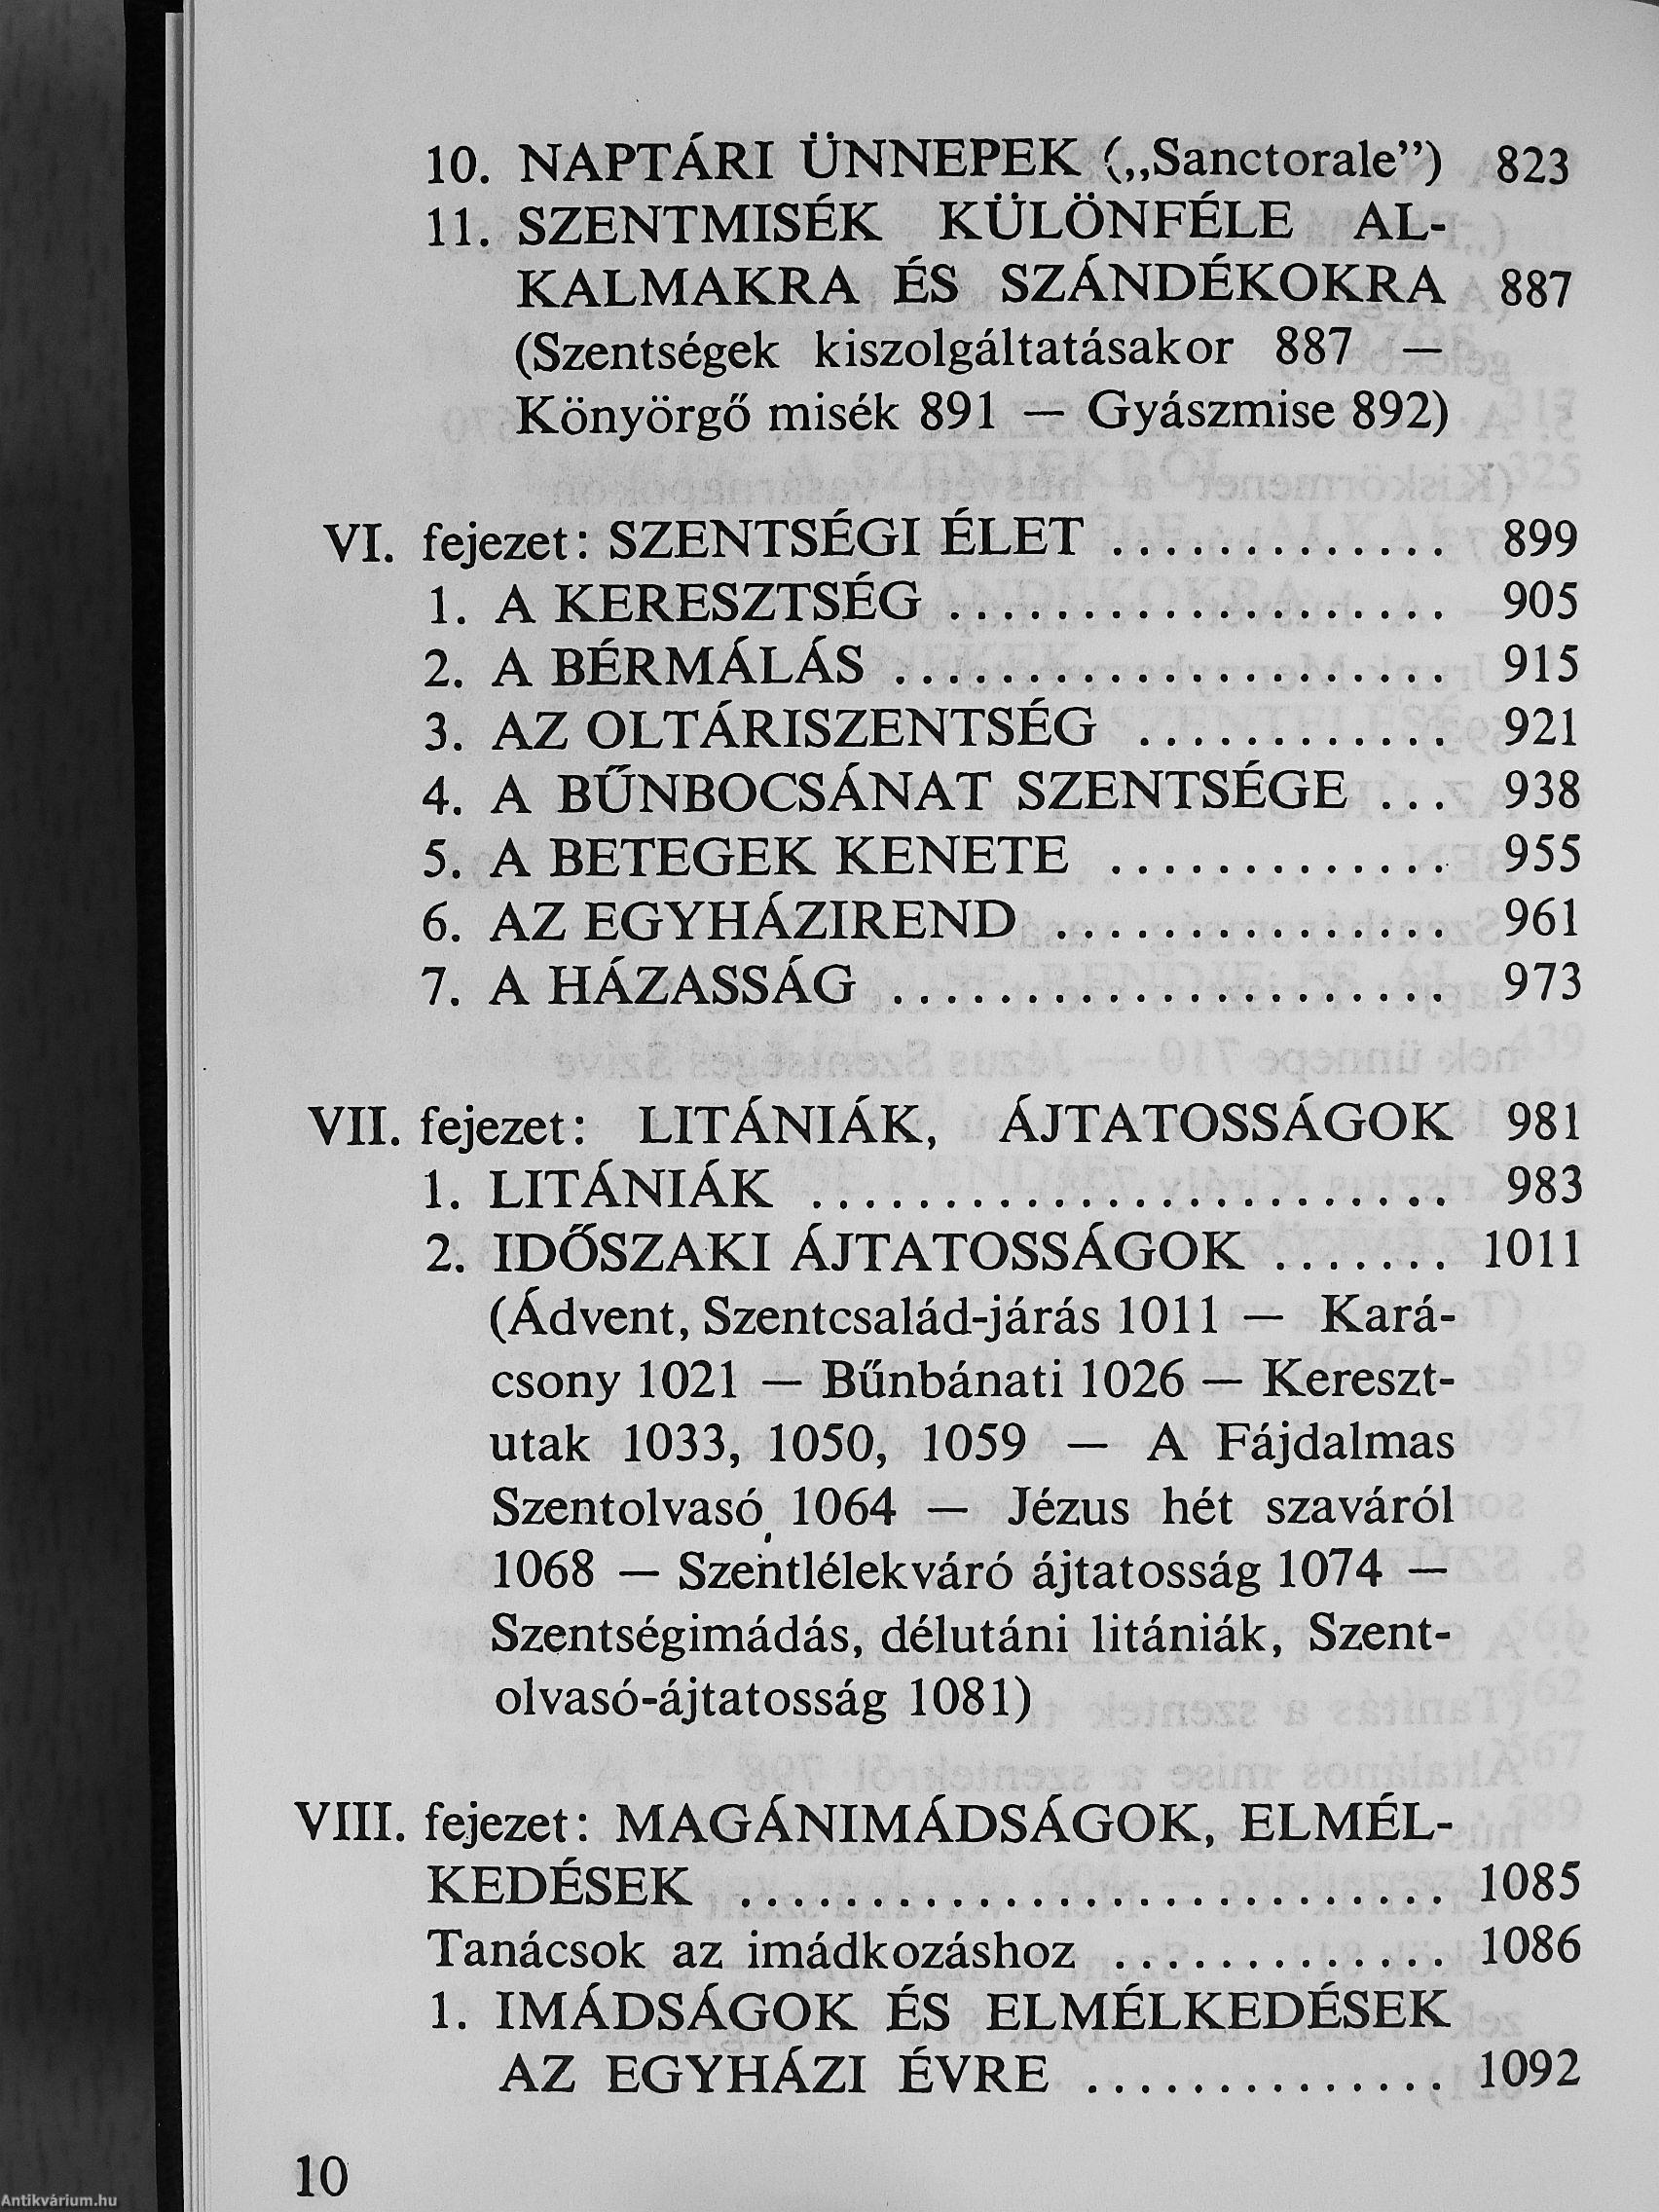 10. NAPTÁRI ÜNNEPEK („Sanctorale”) 823
11. SZENTMISÉK KÜLÖNFÉLE AL-
KALMAKRA ÉS SZÁNDÉKOKRA 887
(Szentségek kiszolgáltatásakor 887 —
Könyörgő misék 891 — Gyászmise 892)
VI. fejezet: SZENTSÉGI ÉLET ............. 899
1. A KERESZTSÉG ................... 905
2. A BÉRMÁLÁS ..................... 915
3. AZ OLTÁRISZENTSÉG ............ 921
4. A BŰNBOCSÁNAT SZENTSÉGE ... 938
5. A BETEGEK KENETE ............. 955
6. AZ EGYHÁZIREND ............... 961
7. A HÁZASSÁG ..................... 973
VII. fejezet: LITÁNIÁK, ÁJTATOSSÁGOK 981
1. LITÁNIÁK ........................ 983
2. IDŐSZAKI ÁJTATOSSÁGOK ....... 1011
(Ádvent, Szentcsalád-járás 1011 — Kará-
csony 1021 — Bűnbánati 1026 — Kereszt-
utak 1033, 1050, 1059 — A Fájdalmas
Szentolvasó 1064 — Jézus hét szaváról
1068 — Szentlélekváró ájtatosság 1074 —
Szentségimádás, délutáni litániák, Szent-
olvasó-ájtatosság 1081)
VIII. fejezet: MAGÁNIMÁDSÁGOK, ELMÉL-
KEDÉSEK ........................... 1085
Tanácsok az imádkozáshoz ............. 1086
1. IMÁDSÁGOK ÉS ELMÉLKEDÉSEK
AZ EGYHÁZI ÉVRE .............. 1092
10
Antikvárium.hu